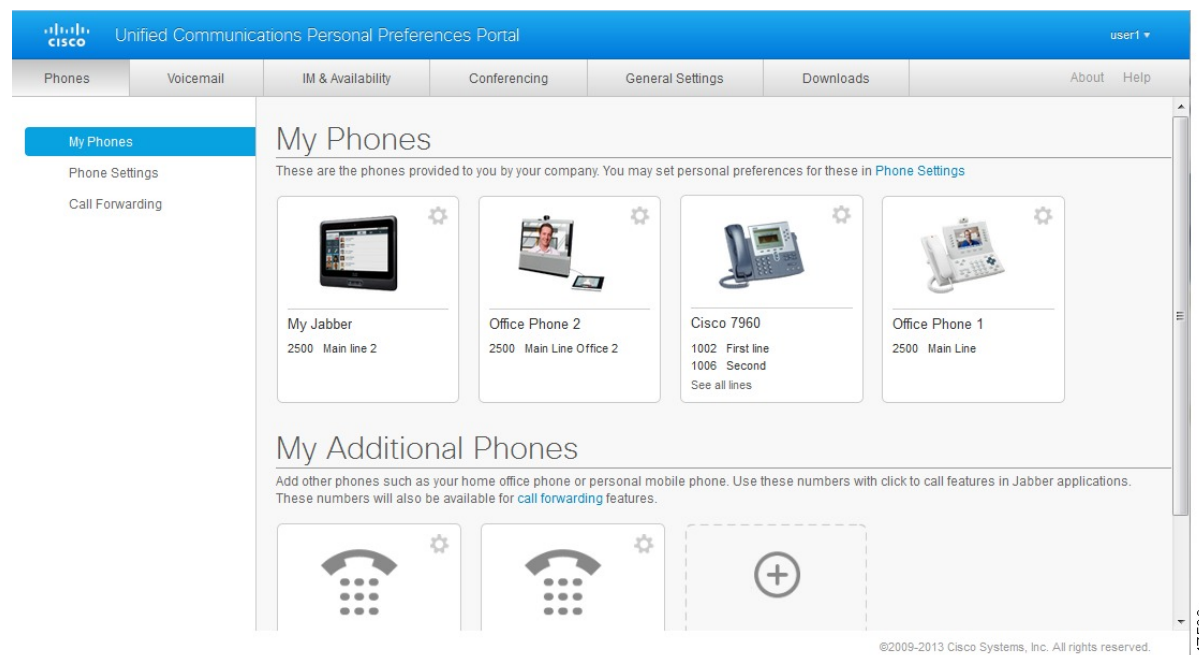 CISCO
Unified Communications Personal Preferences Portal
user1
Phones
Voicemail
IM & Availability
Conferencing
General Settings
Downloads
About
Help
My Phones
Phone Settings
Call Forwarding
My Phones
These are the phones provided to you by your company. You may set personal preferences for these in Phone Settings
My Jabber
2500 Main line 2
Office Phone 2
2500 Main Line Office 2
Cisco 7960
1002 First line
1006 Second
See all lines
Office Phone 1
2500 Main Line
My Additional Phones
Add other phones such as your home office phone or personal mobile phone. Use these numbers with click to call features in Jabber applications.
These numbers will also be available for call forwarding features.
©2009-2013 Cisco Systems, Inc. All rights reserved.